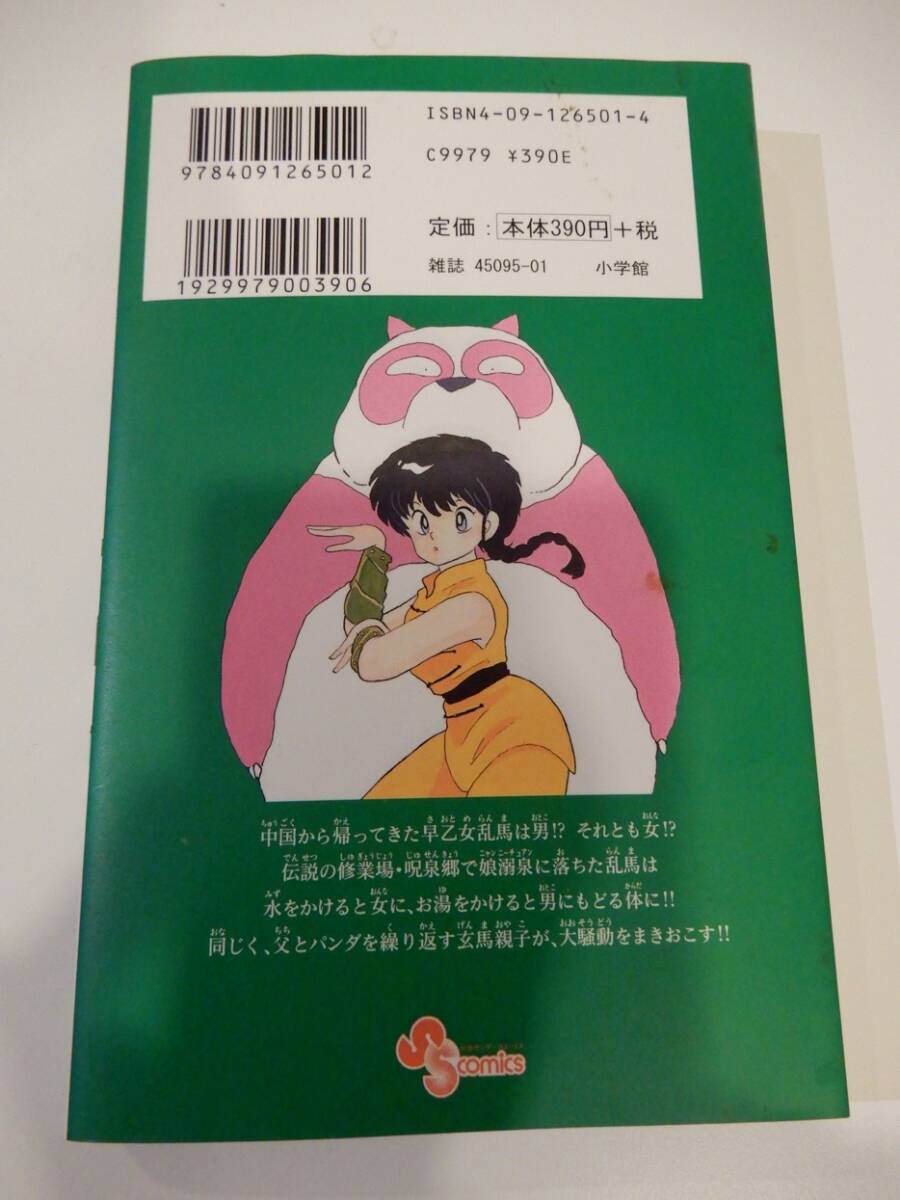 ISBN4-09-126501-4
9784091265012
C9979 ¥390E
定価：本体390円＋税
1929979003906
雑誌 45095-01 小学館
中国から帰ってきた早乙女乱馬は男!? それとも女!?
伝説の修業場・呪泉郷で娘溺泉に落ちた乱馬は
水をかけると女に、お湯をかけると男にもどる体に!!
同じく、父とパンダを繰り返す玄馬親子が、大騒動をまきおこす!!
SS comics